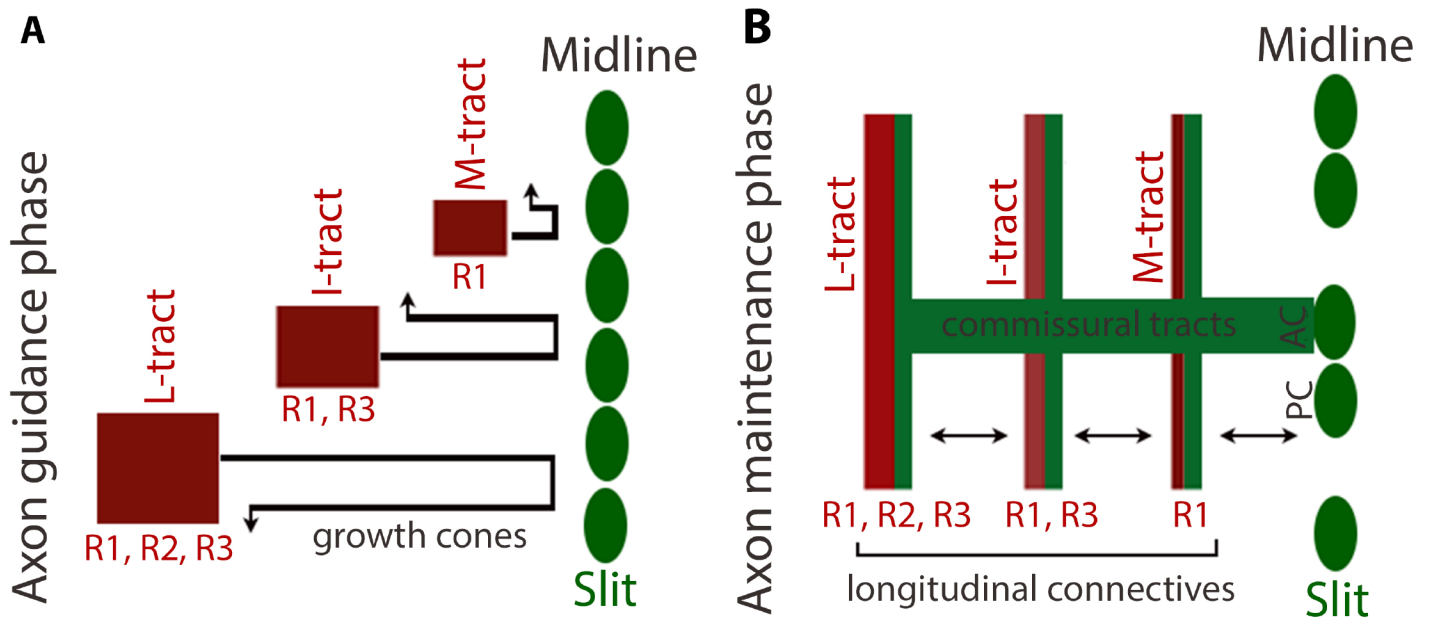 A
Axon guidance phase
Midline
M-tract
R1
I-tract
R1, R3
L-tract
R1, R2, R3
growth cones
Slit
B
Axon maintenance phase
Midline
L-tract
I-tract
M-tract
commissural tracts
AC
PC
R1, R2, R3
R1, R3
R1
longitudinal connectives
Slit